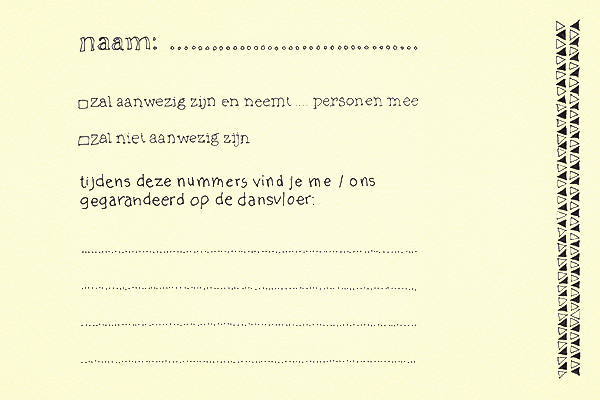 naam: ........................................
zal aanwezig zijn en neemt .... personen mee
zal niet aanwezig zijn
tijdens deze nummers vind je me / ons
gegarandeerd op de dansvloer: